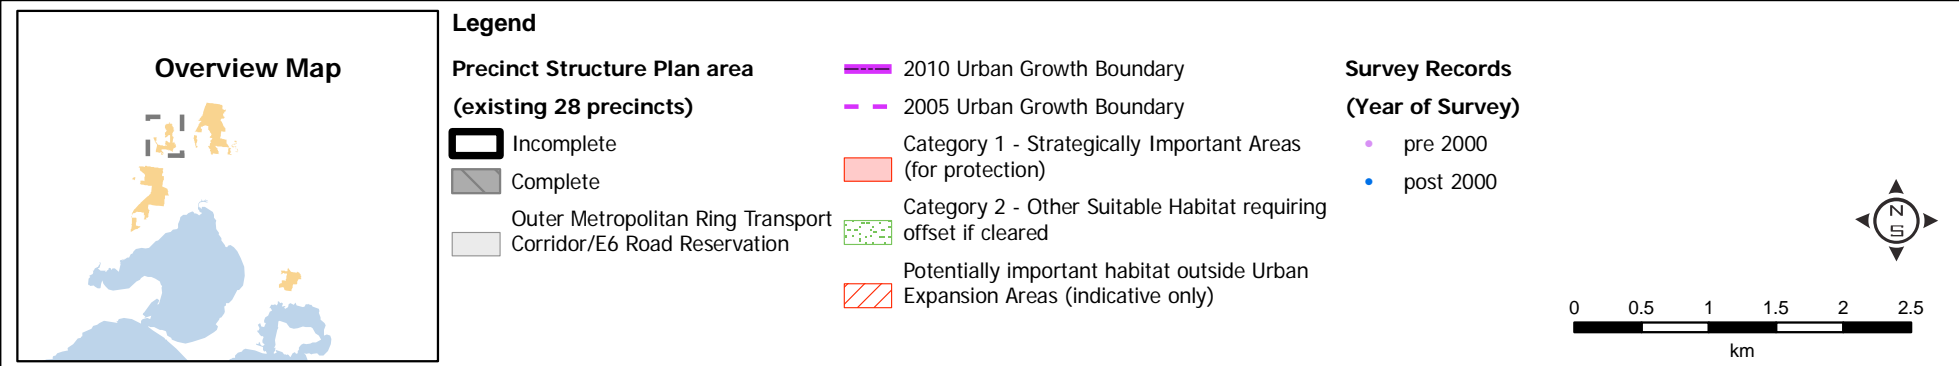 Overview Map
Legend
Precinct Structure Plan area
(existing 28 precincts)
Incomplete
Complete
Outer Metropolitan Ring Transport
Corridor/E6 Road Reservation
2010 Urban Growth Boundary
2005 Urban Growth Boundary
Category 1 - Strategically Important Areas
(for protection)
Category 2 - Other Suitable Habitat requiring
offset if cleared
Potentially important habitat outside Urban
Expansion Areas (indicative only)
Survey Records
(Year of Survey)
pre 2000
post 2000
N
S
0 0.5 1 1.5 2 2.5
km